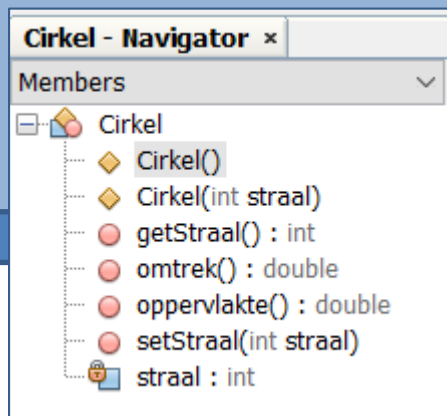 Cirkel - Navigator ×
Members
Cirkel
Cirkel()
Cirkel(int straal)
getStraal() : int
omtrek() : double
oppervlakte() : double
setStraal(int straal)
straal : int